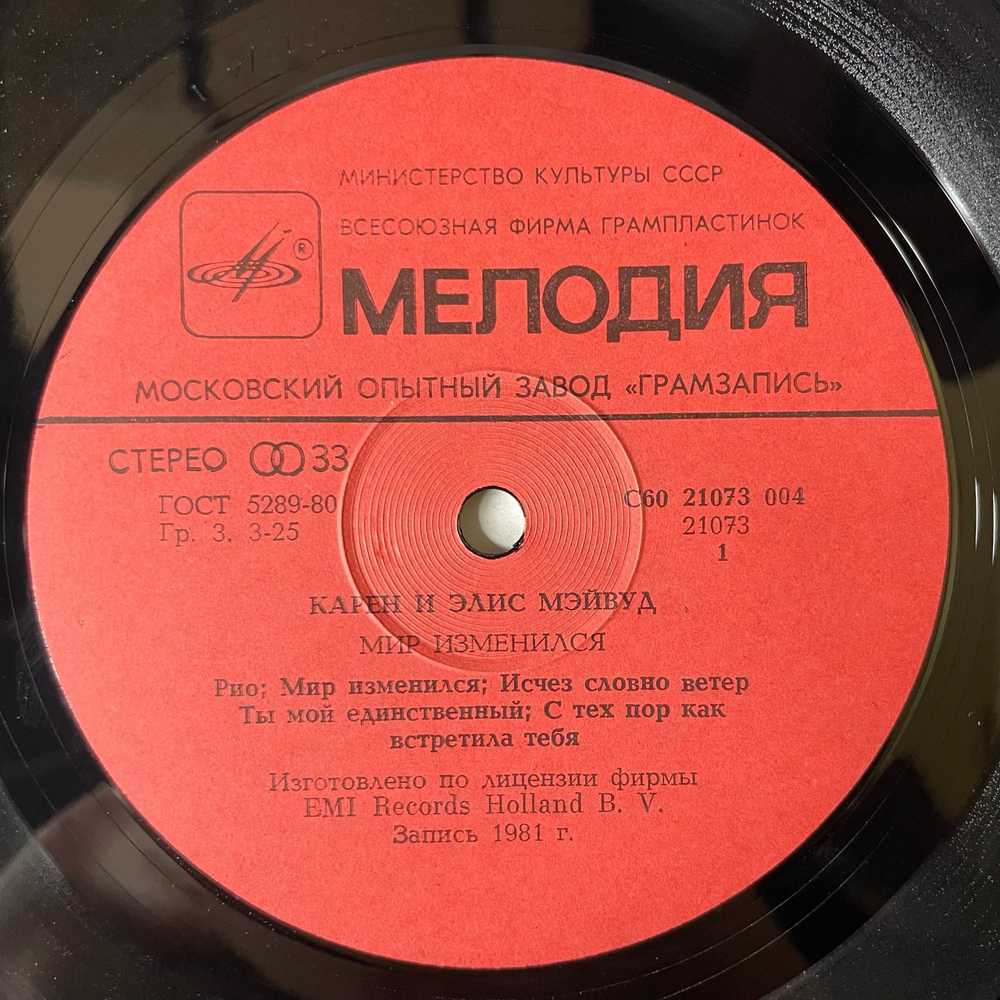 МИНИСТЕРСТВО КУЛЬТУРЫ СССР
ВСЕСОЮЗНАЯ ФИРМА ГРАМПЛАСТИНОК
®
МЕЛОДИЯ
МОСКОВСКИЙ ОПЫТНЫЙ ЗАВОД «ГРАМЗАПИСЬ»
СТЕРЕО 33
ГОСТ 5289-80
Гр. 3. 3-25
С60 21073 004
21073
1
КАРЕН И ЭЛИС МЭЙВУД
МИР ИЗМЕНИЛСЯ
Рио; Мир изменился; Исчез словно ветер
Ты мой единственный; С тех пор как
встретила тебя
Изготовлено по лицензии фирмы
EMI Records Holland B. V.
Запись 1981 г.